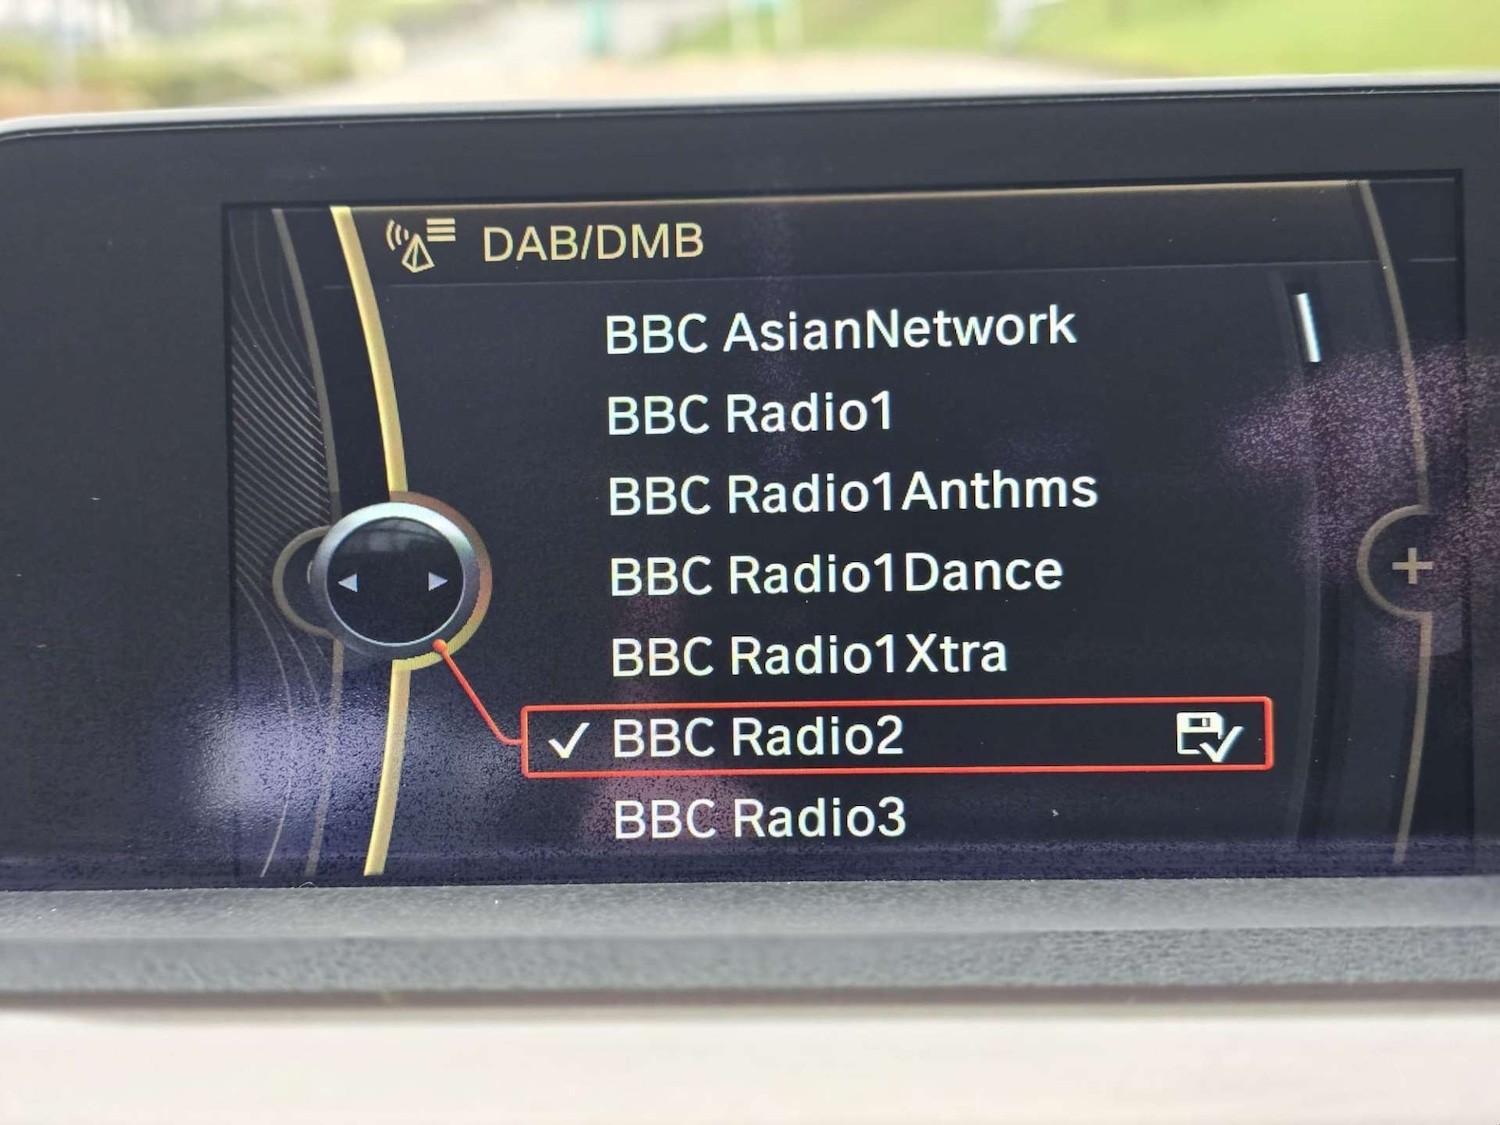 DAB/DMB
BBC AsianNetwork
BBC Radio1
BBC Radio1Anthms
BBC Radio1Dance
BBC Radio1Xtra
BBC Radio2
BBC Radio3